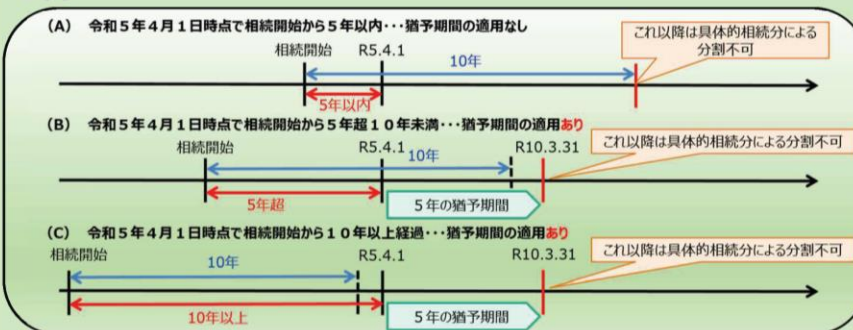 (A) 令和５年４月１日時点で相続開始から５年以内・・・猶予期間の適用なし
相続開始
R5.4.1
10年
これ以降は具体的相続分による
分割不可
5年以内
(B) 令和５年４月１日時点で相続開始から５年超１０年未満・・・猶予期間の適用あり
相続開始
R5.4.1
10年
R10.3.31
これ以降は具体的相続分による分割不可
5年超
５年の猶予期間
(C) 令和５年４月１日時点で相続開始から１０年以上経過・・・猶予期間の適用あり
相続開始
10年
R5.4.1
R10.3.31
これ以降は具体的相続分による分割不可
10年以上
５年の猶予期間